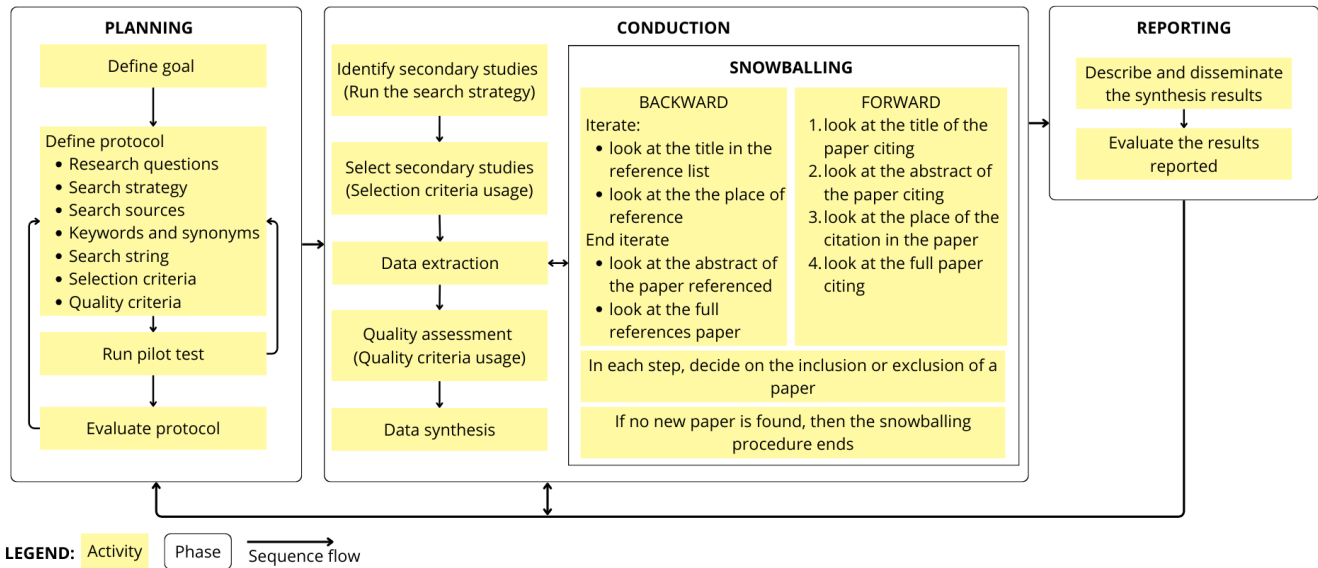 PLANNING
Define goal
Define protocol
• Research questions
• Search strategy
• Search sources
• Keywords and synonyms
• Search string
• Selection criteria
• Quality criteria
Run pilot test
Evaluate protocol
CONDUCTION
Identify secondary studies
(Run the search strategy)
Select secondary studies
(Selection criteria usage)
Data extraction
Quality assessment
(Quality criteria usage)
Data synthesis
SNOWBALLING
BACKWARD
Iterate:
• look at the title in the
reference list
• look at the the place of
reference
End iterate
• look at the abstract of
the paper referenced
• look at the full
references paper
FORWARD
1. look at the title of the
paper citing
2. look at the abstract of
the paper citing
3. look at the place of the
citation in the paper
4. look at the full paper
citing
In each step, decide on the inclusion or exclusion of a
paper
If no new paper is found, then the snowballing
procedure ends
REPORTING
Describe and disseminate
the synthesis results
Evaluate the results
reported
LEGEND:
Activity
Phase
Sequence flow